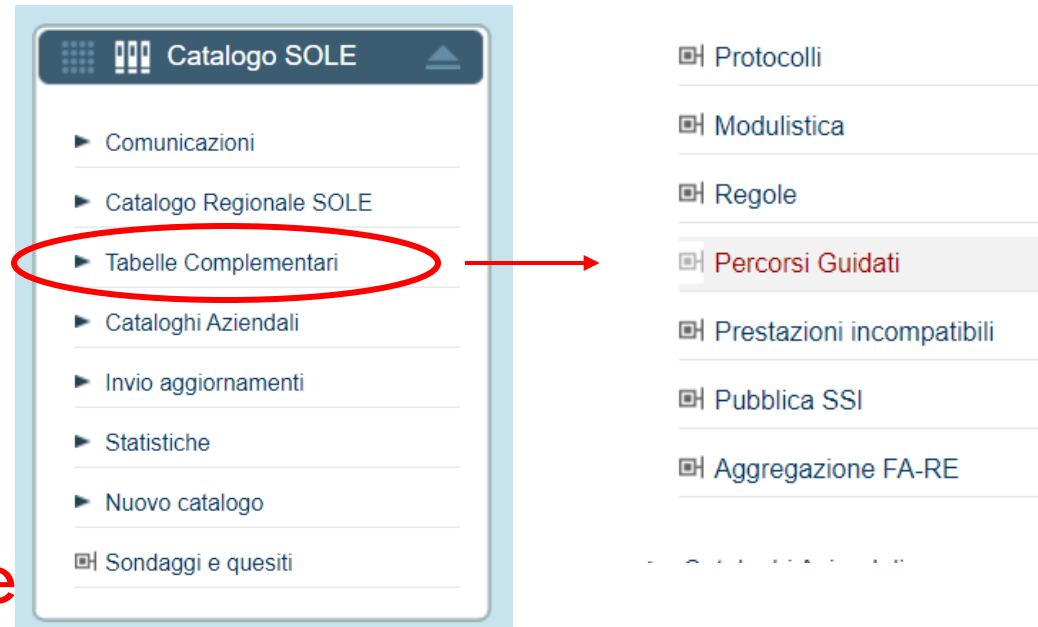 Catalogo SOLE
Comunicazioni
Catalogo Regionale SOLE
Tabelle Complementari
Cataloghi Aziendali
Invio aggiornamenti
Statistiche
Nuovo catalogo
Sondaggi e quesiti
e
Protocolli
Modulistica
Regole
Percorsi Guidati
Prestazioni incompatibili
Pubblica SSI
Aggregazione FA-RE